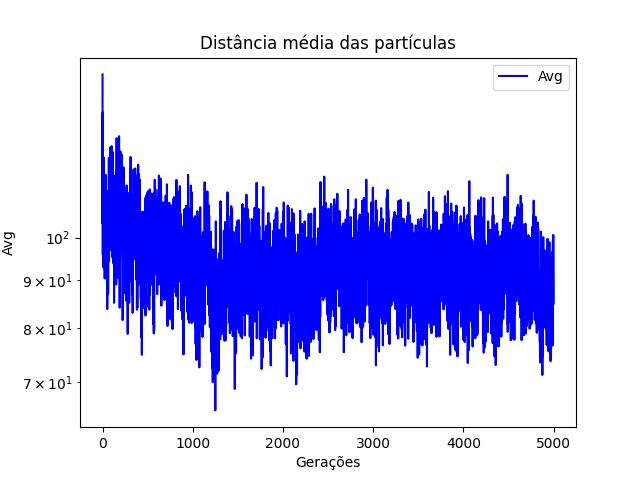 Distância média das partículas
Avg
Avg
10²
9 × 10¹
8 × 10¹
7 × 10¹
0 1000 2000 3000 4000 5000
Gerações